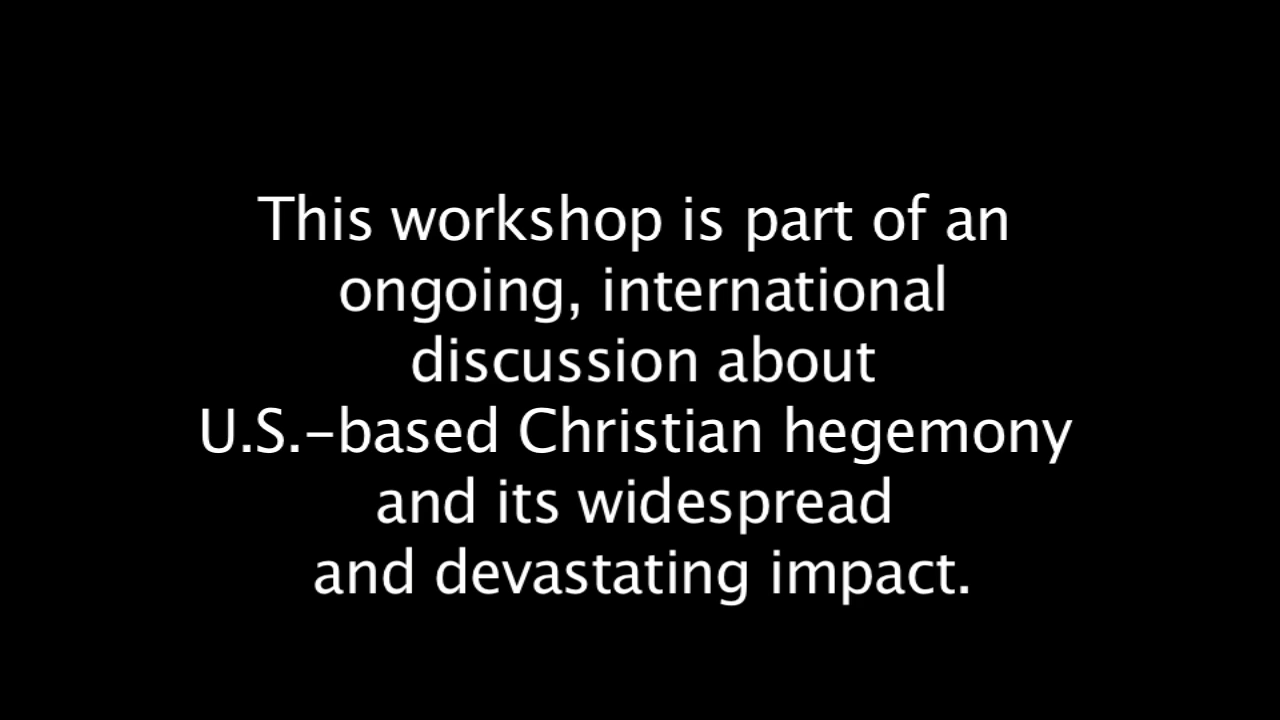 This workshop is part of an
ongoing, international
discussion about
U.S.-based Christian hegemony
and its widespread
and devastating impact.